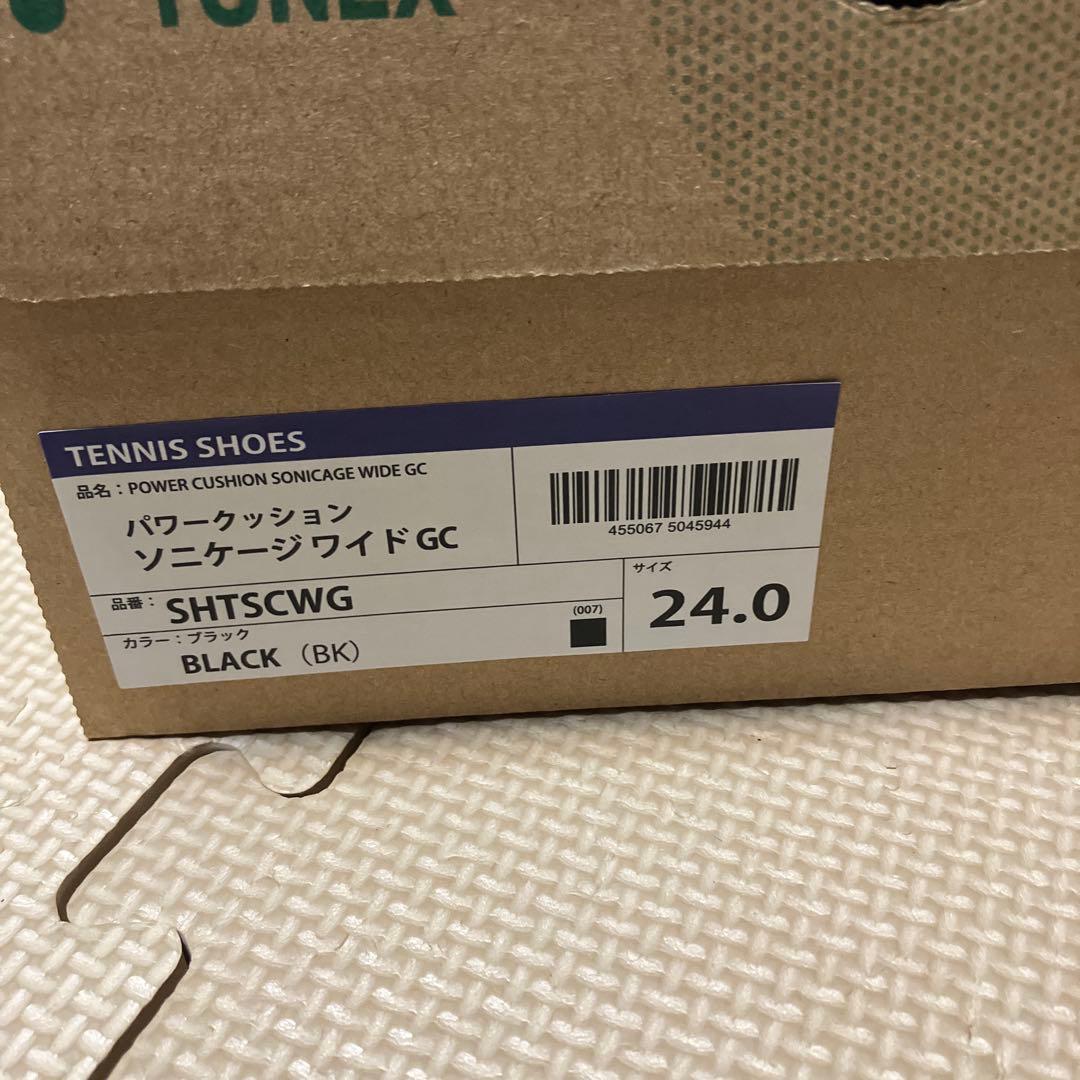 YONEX
TENNIS SHOES
品名：POWER CUSHION SONICAGE WIDE GC
パワークッション
ソニケージ ワイド GC
455067 5045944
品番： SHTSCWG
カラー：ブラック
BLACK（BK）
(007)
サイズ
24.0